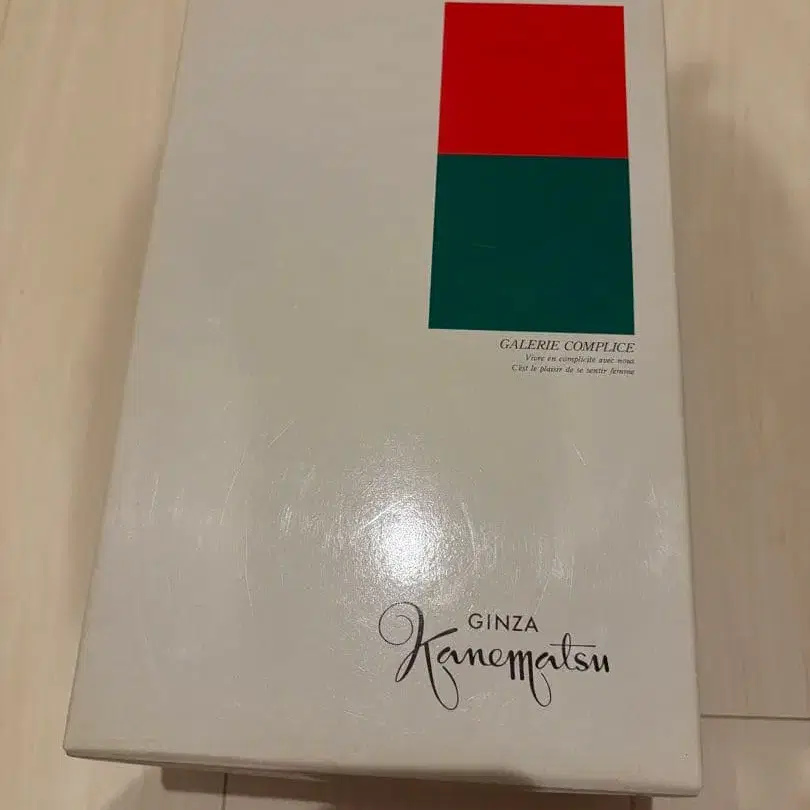 GALERIE COMPLICE
Vivre en complicité avec nous
C'est le plaisir de se sentir femme
GINZA
Kanematsu